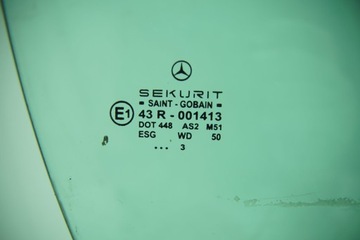 SEKURIT
= SAINT - GOBAIN =
E1 43 R - 001413
DOT 448 AS2 M51
ESG WD 50
... 3